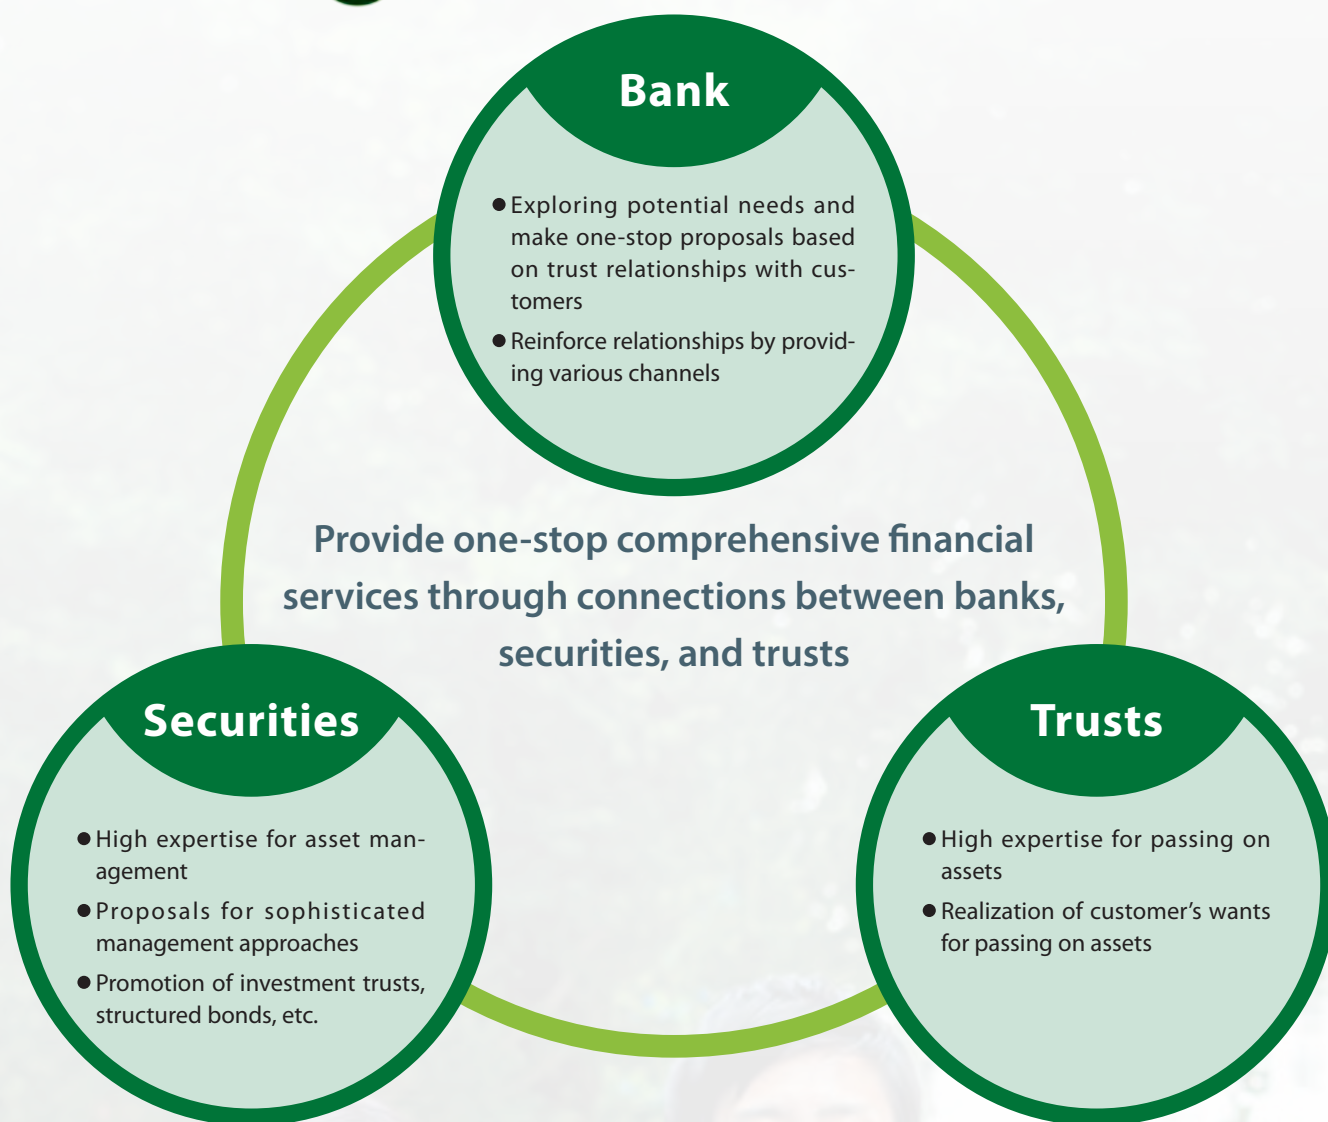 Bank
● Exploring potential needs and
make one-stop proposals based
on trust relationships with cus-
tomers
● Reinforce relationships by provid-
ing various channels
Provide one-stop comprehensive financial
services through connections between banks,
securities, and trusts
Securities
● High expertise for asset man-
agement
● Proposals for sophisticated
management approaches
● Promotion of investment trusts,
structured bonds, etc.
Trusts
● High expertise for passing on
assets
● Realization of customer’s wants
for passing on assets